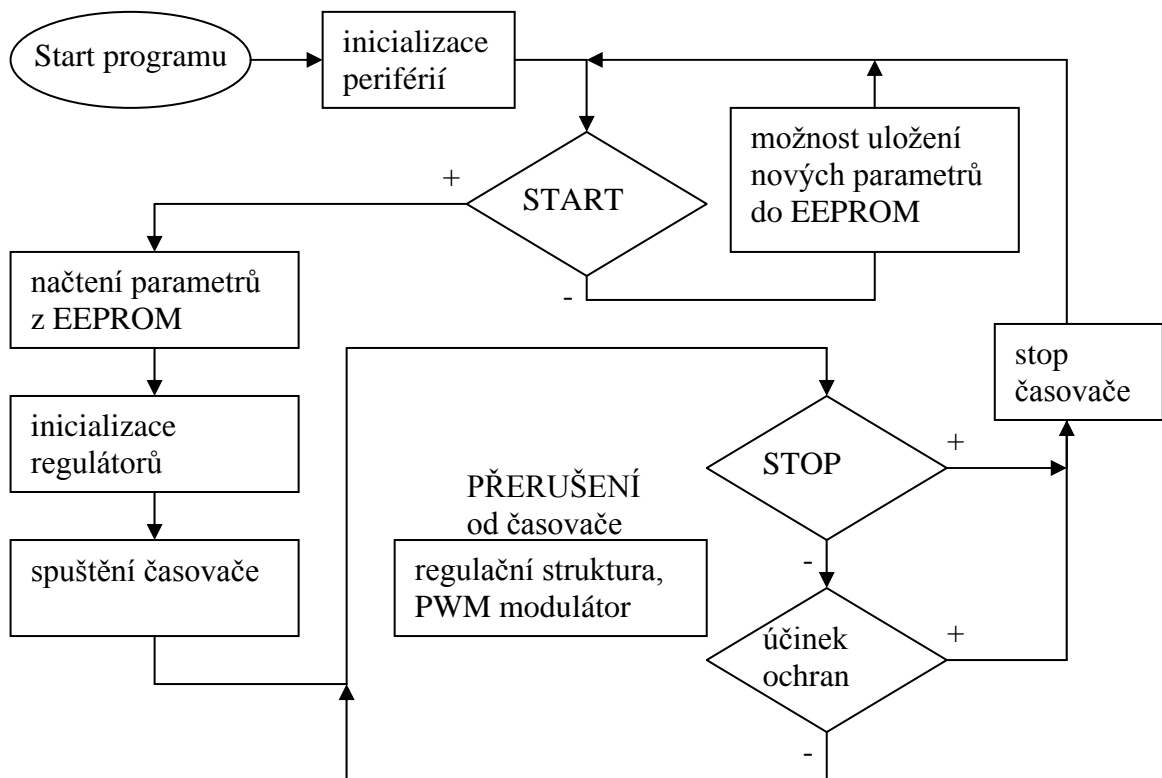 Start programu
inicializace
periférií
možnost uložení
nových parametrů
do EEPROM
+
START
-
načtení parametrů
z EEPROM
stop
časovače
inicializace
regulátorů
+
STOP
-
PŘERUŠENÍ
od časovače
spuštění časovače
regulační struktura,
PWM modulátor
+
účinek
ochran
-